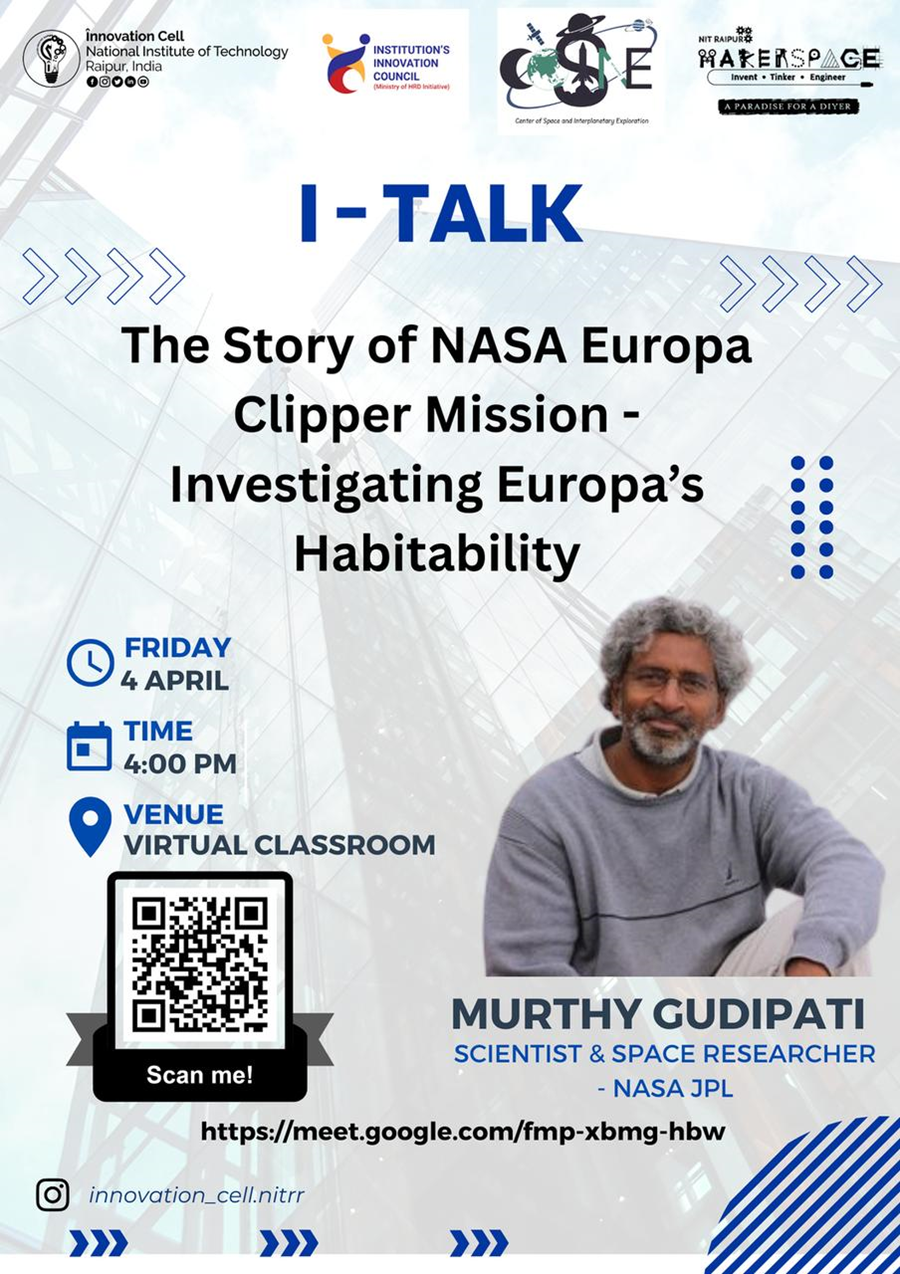 innovation Cell
National Institute of Technology
Raipur, India
INSTITUTION'S
INNOVATION
COUNCIL
(Ministry of HRD Initiative)
CSIE
Center of Space and Interplanetary Exploration
NIT RAIPUR
MAKERSPACE
Invent • Tinker • Engineer
A PARADISE FOR A DIYER
I - TALK
The Story of NASA Europa
Clipper Mission -
Investigating Europa’s
Habitability
FRIDAY
4 APRIL
TIME
4:00 PM
VENUE
VIRTUAL CLASSROOM
Scan me!
MURTHY GUDIPATI
SCIENTIST & SPACE RESEARCHER
- NASA JPL
https://meet.google.com/fmp-xbmg-hbw
innovation_cell.nitrr